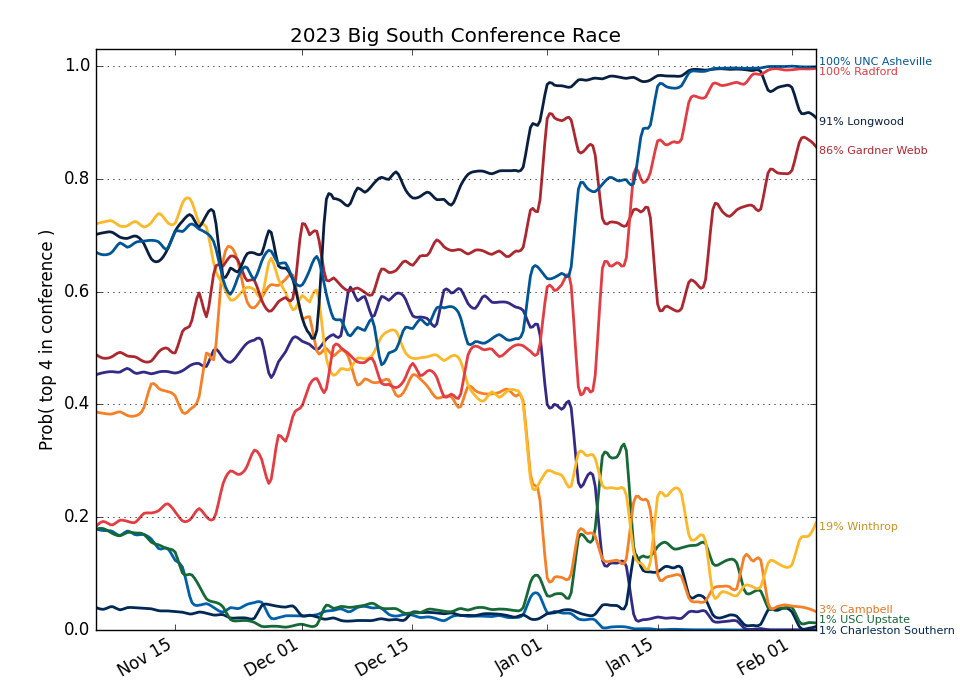 2023 Big South Conference Race
Prob( top 4 in conference )
1.0
0.8
0.6
0.4
0.2
0.0
Nov 15
Dec 01
Dec 15
Jan 01
Jan 15
Feb 01
100% UNC Asheville
100% Radford
91% Longwood
86% Gardner Webb
19% Winthrop
3% Campbell
1% USC Upstate
1% Charleston Southern